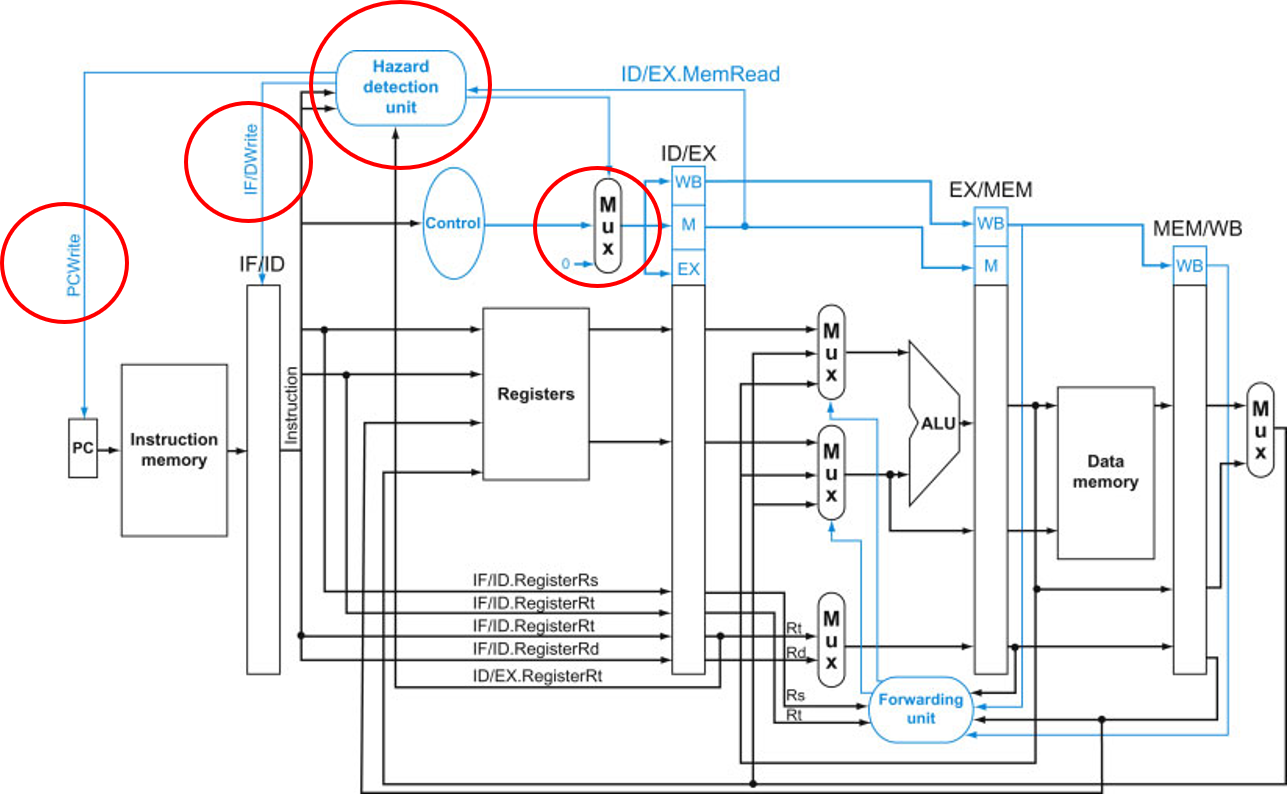 Hazard
detection
unit
ID/EX.MemRead
IF/DWrite
PCWrite
ID/EX
WB
M
EX
Control
Mux
0
EX/MEM
WB
M
MEM/WB
WB
IF/ID
PC
Instruction
memory
Instruction
Registers
Mux
Mux
ALU
Data
memory
Mux
IF/ID.RegisterRs
IF/ID.RegisterRt
IF/ID.RegisterRt
IF/ID.RegisterRd
ID/EX.RegisterRt
Rt
Rd
Mux
Rs
Rt
Forwarding
unit